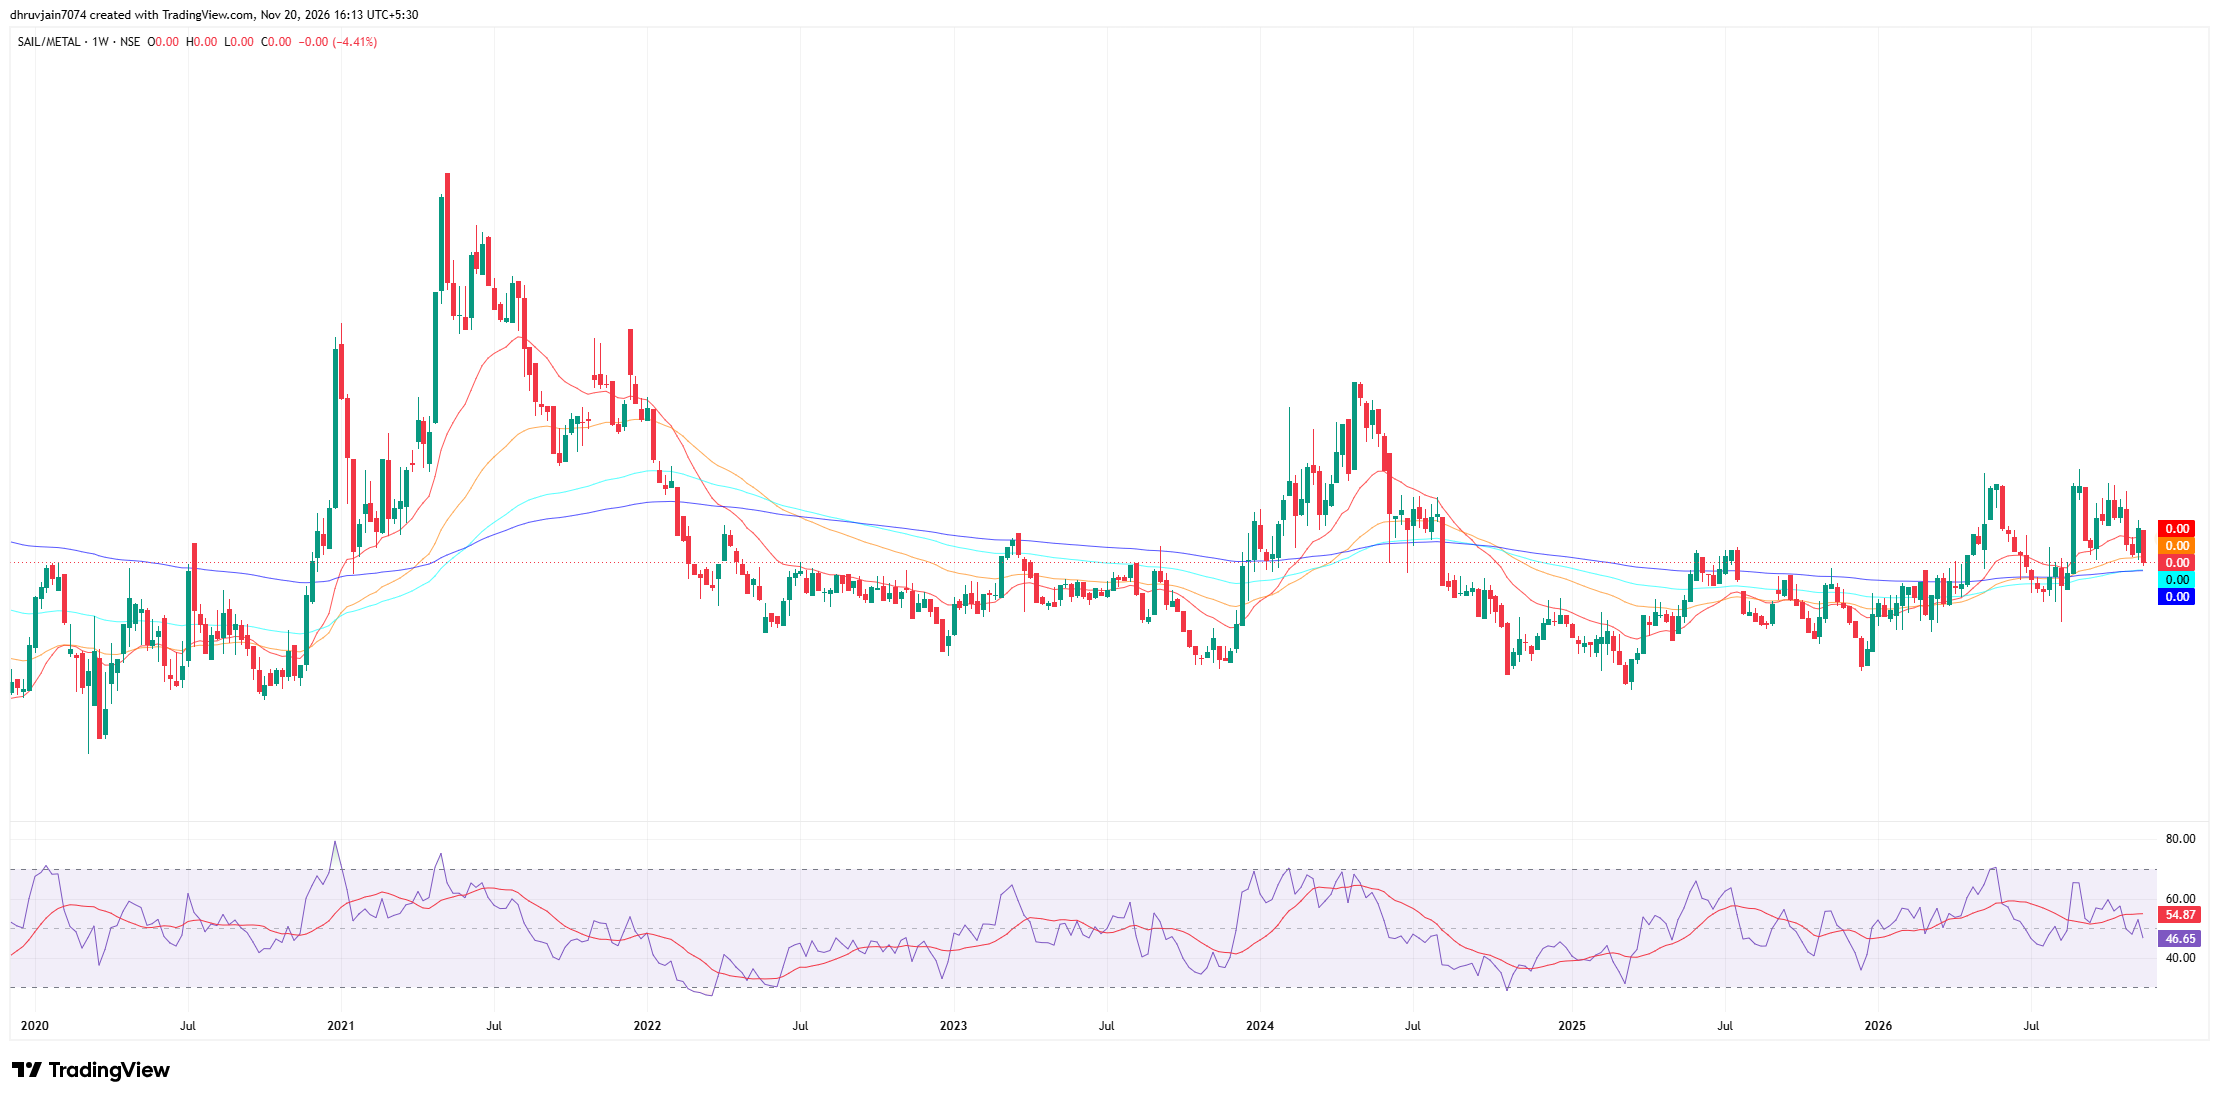 dhruvjain7074 created with TradingView.com, Nov 20, 2026 16:13 UTC+5:30
SAIL/METAL · 1W · NSE O0.00 H0.00 L0.00 C0.00 −0.00 (−4.41%)
0.00
0.00
0.00
0.00
0.00
80.00
60.00
54.87
46.65
40.00
2020 Jul 2021 Jul 2022 Jul 2023 Jul 2024 Jul 2025 Jul 2026 Jul
TradingView